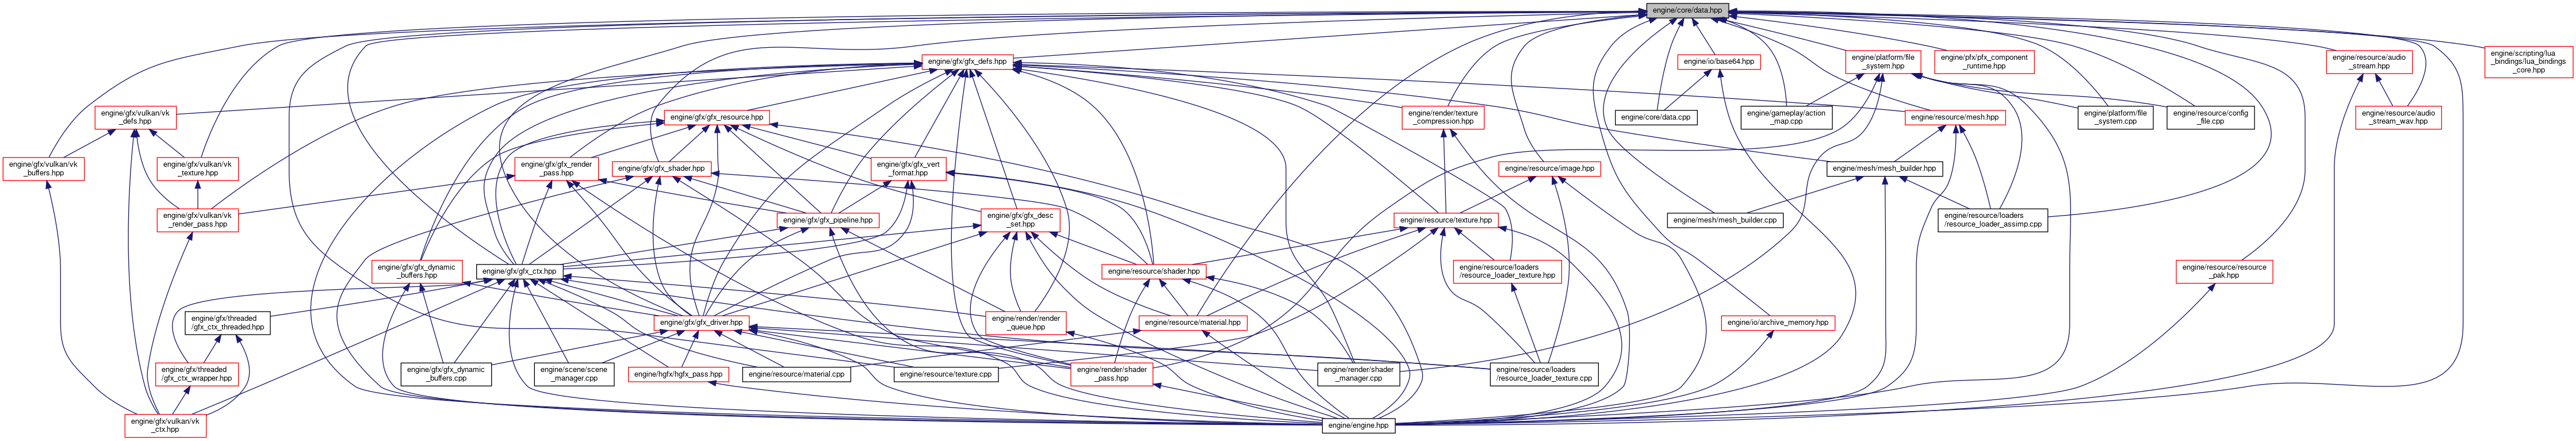 engine/core/data.hpp
engine/gfx/gfx_defs.hpp
engine/io/base64.hpp
engine/platform/file
_system.hpp
engine/pfx/pfx_component
_runtime.hpp
engine/resource/audio
_stream.hpp
engine/scripting/lua
_bindings/lua_bindings
_core.hpp
engine/gfx/vulkan/vk
_defs.hpp
engine/gfx/gfx_resource.hpp
engine/render/texture
_compression.hpp
engine/core/data.cpp
engine/gameplay/action
_map.cpp
engine/resource/mesh.hpp
engine/platform/file
_system.cpp
engine/resource/config
_file.cpp
engine/resource/audio
_stream_wav.hpp
engine/gfx/vulkan/vk
_buffers.hpp
engine/gfx/vulkan/vk
_texture.hpp
engine/gfx/gfx_render
_pass.hpp
engine/gfx/gfx_shader.hpp
engine/gfx/gfx_vert
_format.hpp
engine/resource/image.hpp
engine/mesh/mesh_builder.hpp
engine/gfx/vulkan/vk
_render_pass.hpp
engine/gfx/gfx_pipeline.hpp
engine/gfx/gfx_desc
_set.hpp
engine/resource/texture.hpp
engine/mesh/mesh_builder.cpp
engine/resource/loaders
/resource_loader_assimp.cpp
engine/gfx/gfx_dynamic
_buffers.hpp
engine/gfx/gfx_ctx.hpp
engine/resource/shader.hpp
engine/resource/loaders
/resource_loader_texture.hpp
engine/resource/resource
_pak.hpp
engine/gfx/threaded
/gfx_ctx_threaded.hpp
engine/gfx/gfx_driver.hpp
engine/render/render
_queue.hpp
engine/resource/material.hpp
engine/io/archive_memory.hpp
engine/gfx/threaded
/gfx_ctx_wrapper.hpp
engine/gfx/gfx_dynamic
_buffers.cpp
engine/scene/scene
_manager.cpp
engine/hgfx/hgfx_pass.hpp
engine/resource/material.cpp
engine/resource/texture.cpp
engine/render/shader
_pass.hpp
engine/render/shader
_manager.cpp
engine/resource/loaders
/resource_loader_texture.cpp
engine/gfx/vulkan/vk
_ctx.hpp
engine/engine.hpp